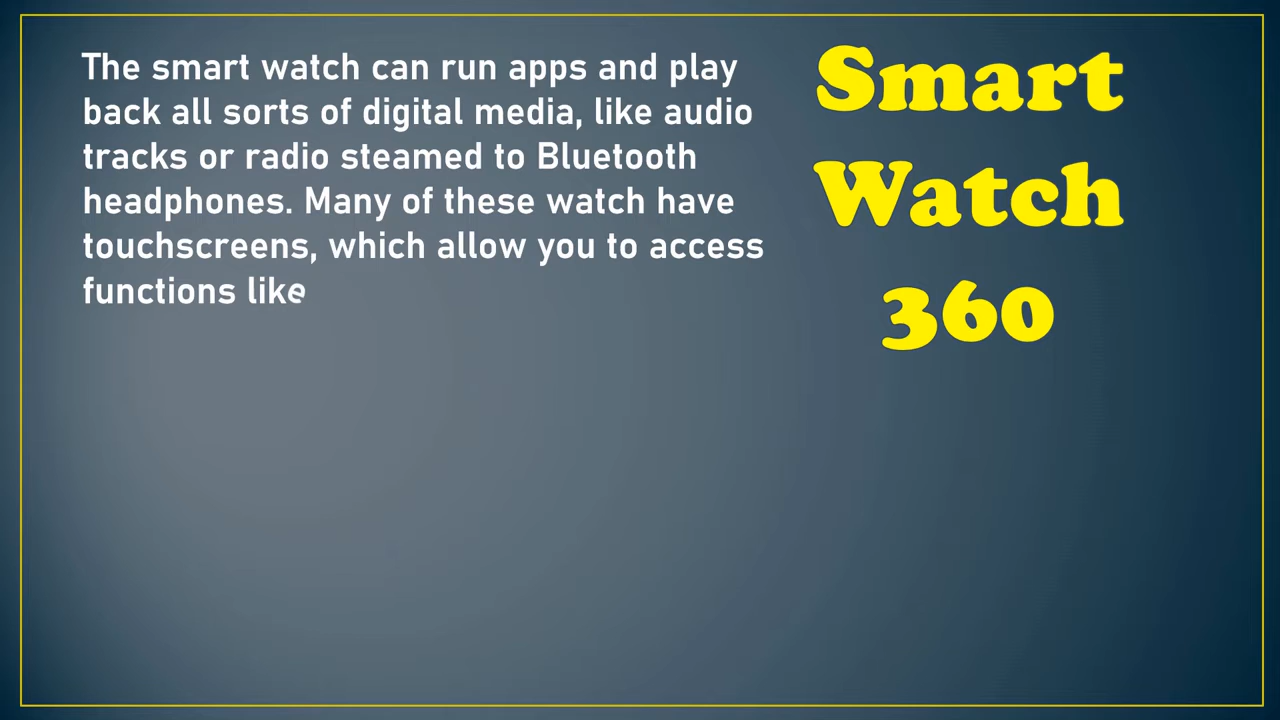 The smart watch can run apps and play
back all sorts of digital media, like audio
tracks or radio steamed to Bluetooth
headphones. Many of these watch have
touchscreens, which allow you to access
functions like
Smart
Watch
360